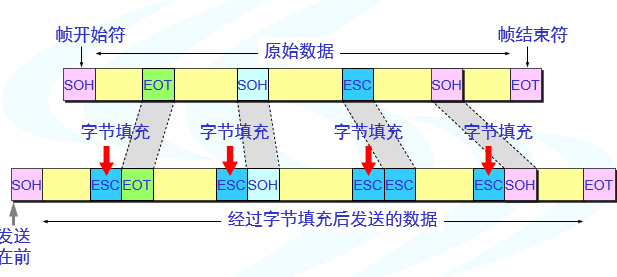 帧开始符 原始数据 帧结束符
SOH EOT SOH ESC SOH EOT
字节填充 字节填充 字节填充 字节填充
SOH ESC EOT ESC SOH ESC ESC ESC SOH EOT
经过字节填充后发送的数据
发送
在前